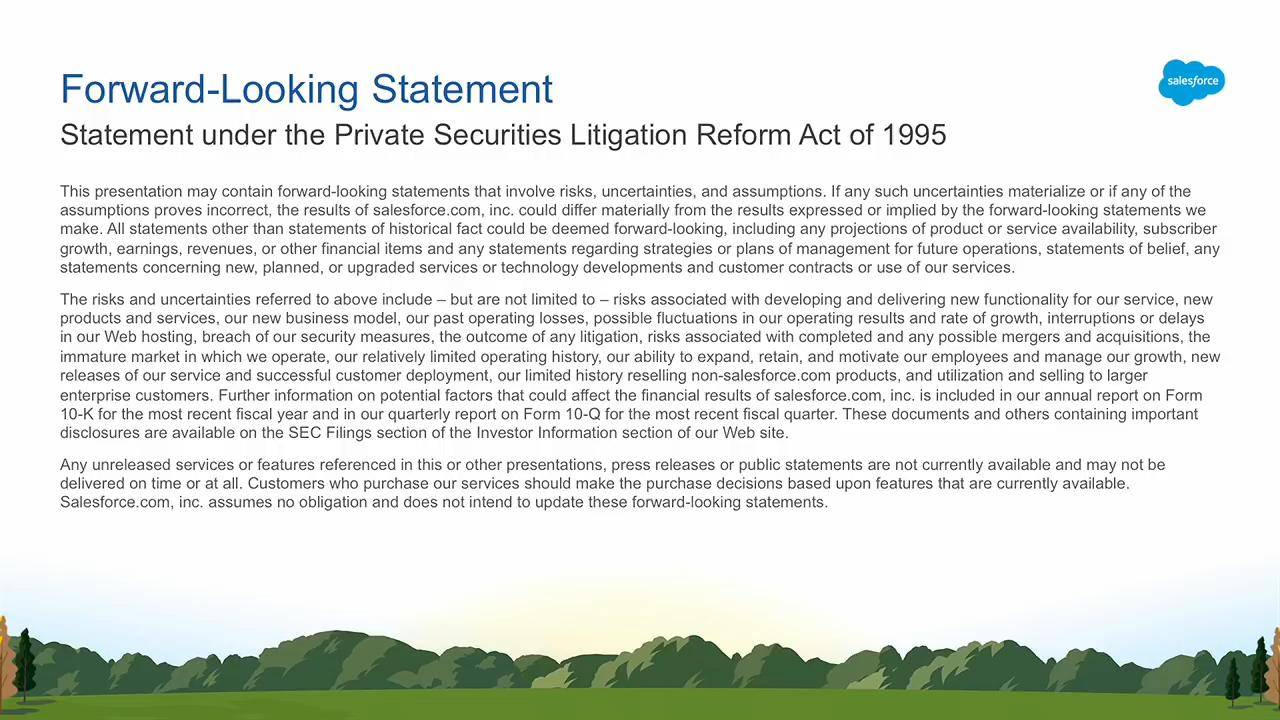 Forward-Looking Statement
salesforce
Statement under the Private Securities Litigation Reform Act of 1995
This presentation may contain forward-looking statements that involve risks, uncertainties, and assumptions. If any such uncertainties materialize or if any of the
assumptions proves incorrect, the results of salesforce.com, inc. could differ materially from the results expressed or implied by the forward-looking statements we
make. All statements other than statements of historical fact could be deemed forward-looking, including any projections of product or service availability, subscriber
growth, earnings, revenues, or other financial items and any statements regarding strategies or plans of management for future operations, statements of belief, any
statements concerning new, planned, or upgraded services or technology developments and customer contracts or use of our services.
The risks and uncertainties referred to above include – but are not limited to – risks associated with developing and delivering new functionality for our service, new
products and services, our new business model, our past operating losses, possible fluctuations in our operating results and rate of growth, interruptions or delays
in our Web hosting, breach of our security measures, the outcome of any litigation, risks associated with completed and any possible mergers and acquisitions, the
immature market in which we operate, our relatively limited operating history, our ability to expand, retain, and motivate our employees and manage our growth, new
releases of our service and successful customer deployment, our limited history reselling non-salesforce.com products, and utilization and selling to larger
enterprise customers. Further information on potential factors that could affect the financial results of salesforce.com, inc. is included in our annual report on Form
10-K for the most recent fiscal year and in our quarterly report on Form 10-Q for the most recent fiscal quarter. These documents and others containing important
disclosures are available on the SEC Filings section of the Investor Information section of our Web site.
Any unreleased services or features referenced in this or other presentations, press releases or public statements are not currently available and may not be
delivered on time or at all. Customers who purchase our services should make the purchase decisions based upon features that are currently available.
Salesforce.com, inc. assumes no obligation and does not intend to update these forward-looking statements.